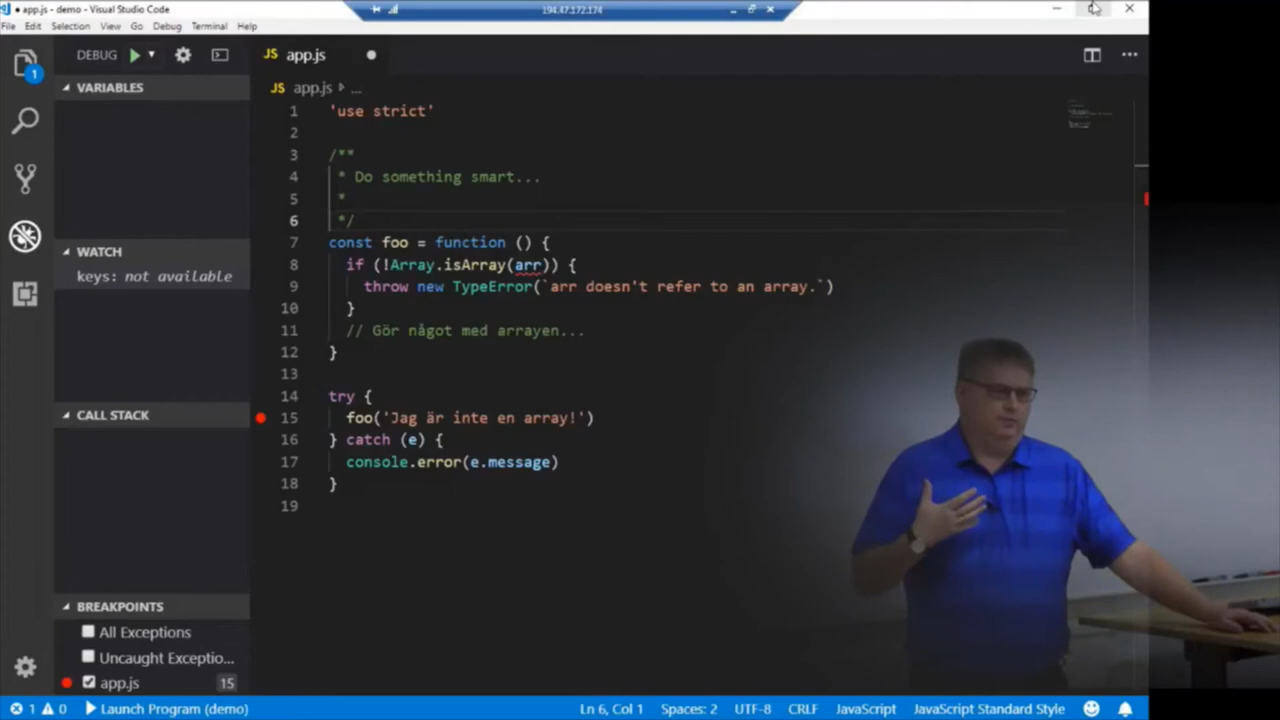 ● app.js - demo - Visual Studio Code
194.47.172.174
File Edit Selection View Go Debug Terminal Help
DEBUG
JS app.js
1
VARIABLES
JS app.js ...
1 'use strict'
2
3 /**
4 * Do something smart...
5 *
6 */
7 const foo = function () {
8 if (!Array.isArray(arr)) {
9 throw new TypeError(`arr doesn't refer to an array.`)
10 }
11 // Gör något med arrayen...
12 }
13
14 try {
15 foo('Jag är inte en array!')
16 } catch (e) {
17 console.error(e.message)
18 }
19
WATCH
keys: not available
CALL STACK
BREAKPOINTS
All Exceptions
Uncaught Exceptio...
app.js 15
1 0 Launch Program (demo) Ln 6, Col 1 Spaces: 2 UTF-8 CRLF JavaScript JavaScript Standard Style